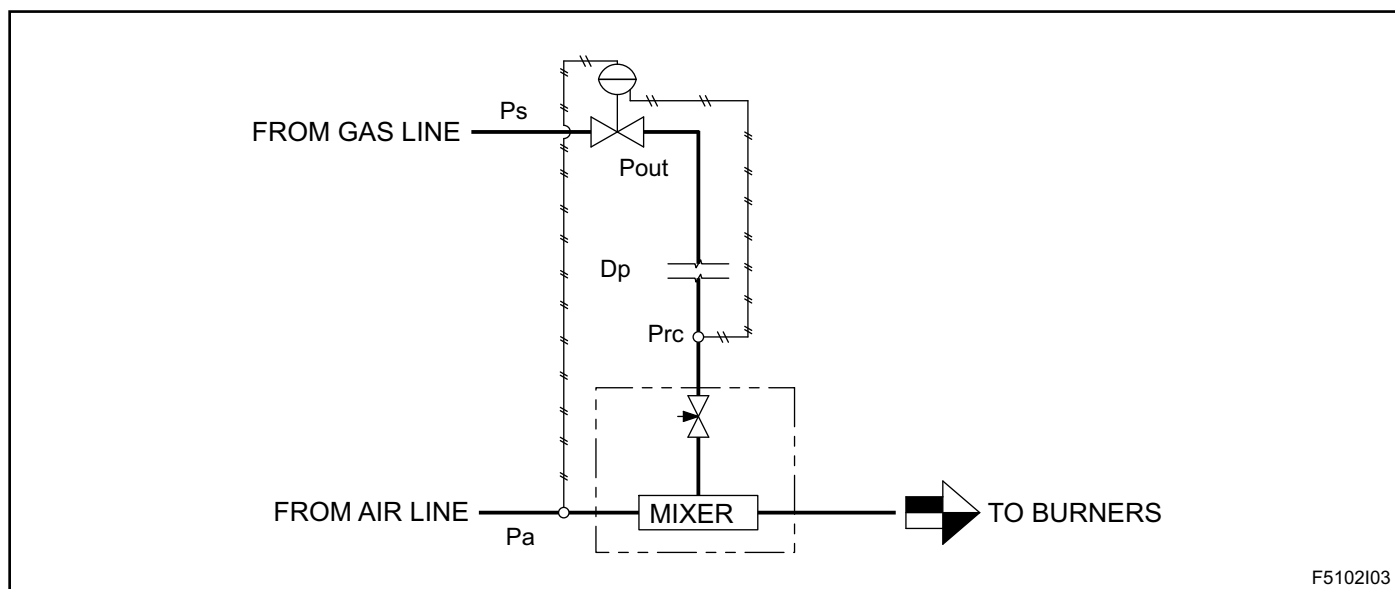 Ps
FROM GAS LINE
Pout
Dp
Prc
FROM AIR LINE
MIXER
TO BURNERS
Pa
F5102I03